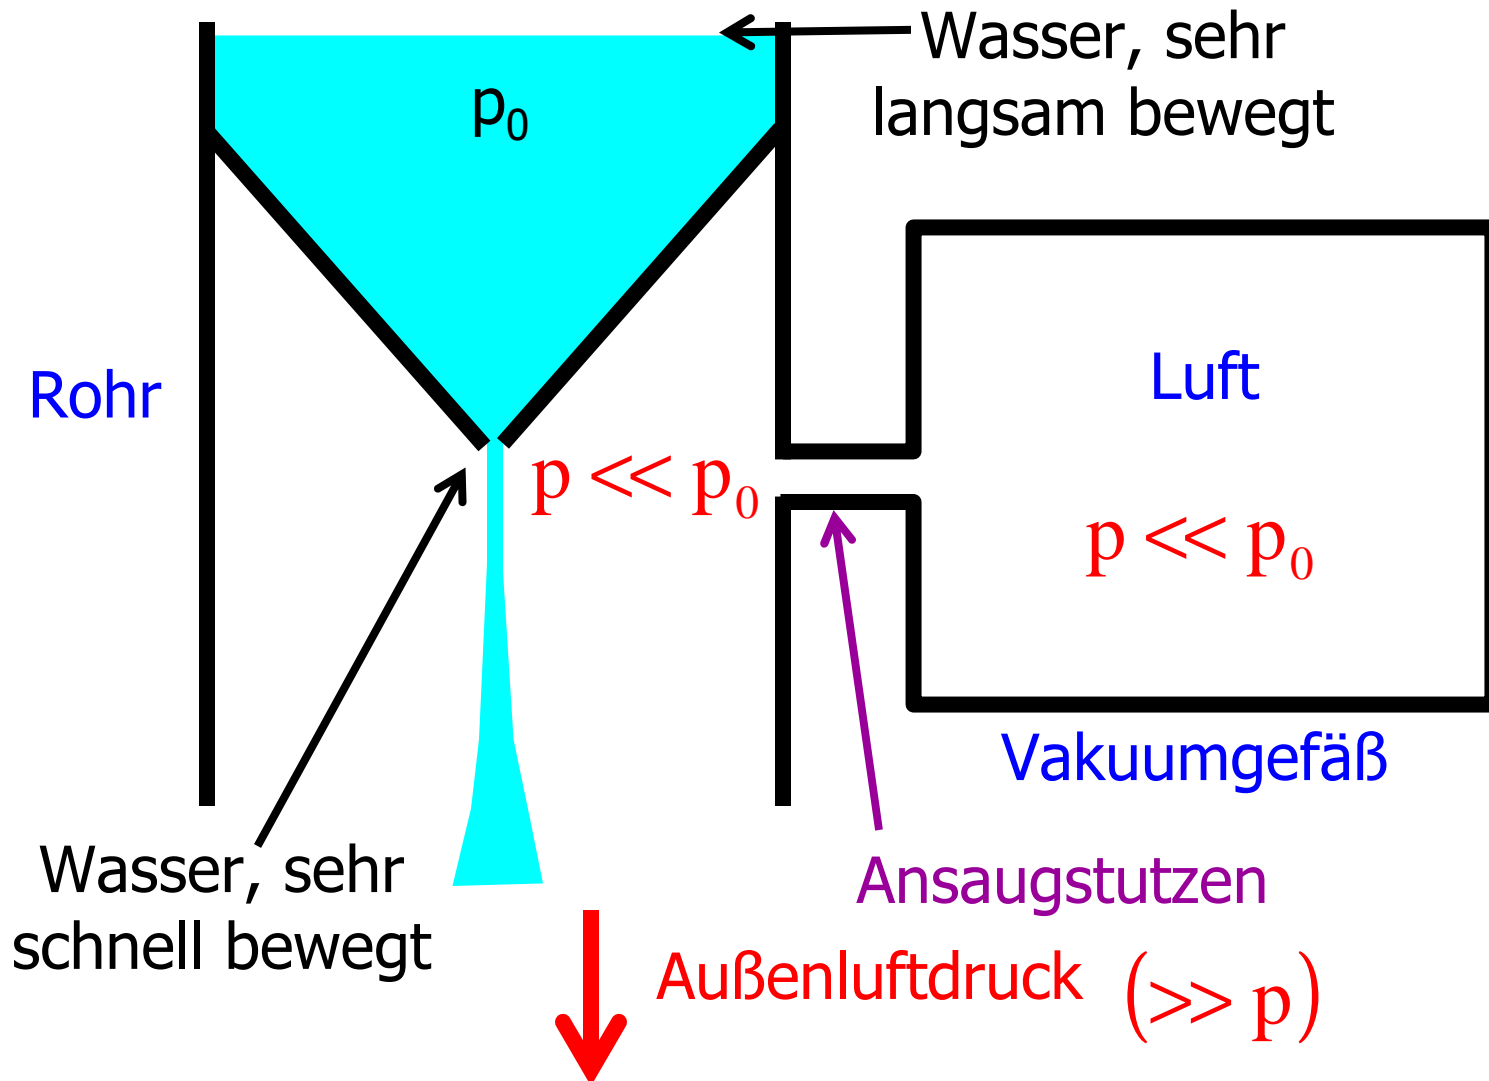 Wasser, sehr
langsam bewegt
p₀
Rohr
Luft
p << p₀
p << p₀
Vakuumgefäß
Wasser, sehr
schnell bewegt
Ansaugstutzen
Außenluftdruck (>> p)